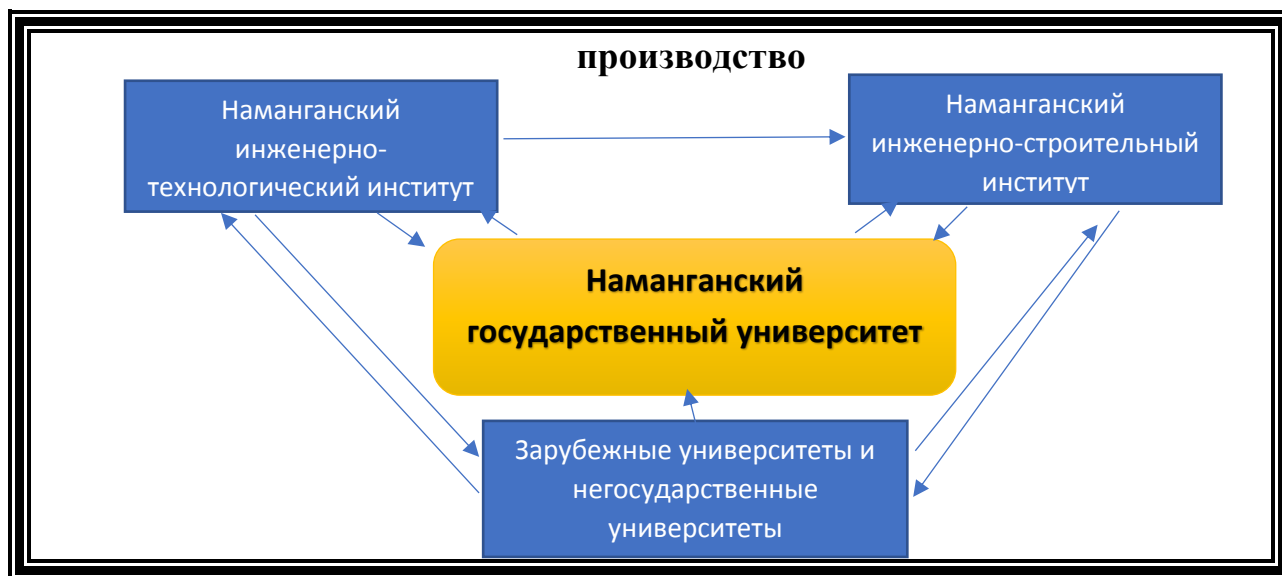 производство
Наманганский
инженерно-
технологический институт
Наманганский
инженерно-строительный
институт
Наманганский
государственный университет
Зарубежные университеты и
негосударственные
университеты